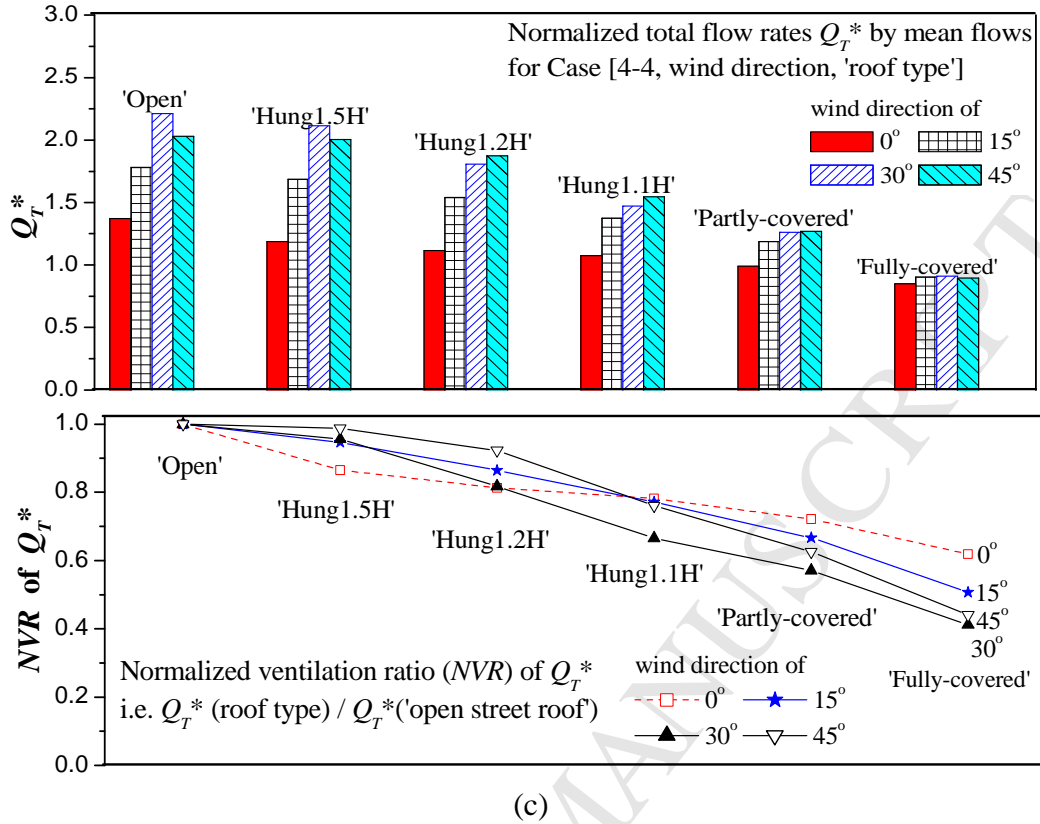 Normalized total flow rates Q_T* by mean flows
for Case [4-4, wind direction, 'roof type']
wind direction of
0° 15°
30° 45°
'Open'
'Hung1.5H'
'Hung1.2H'
'Hung1.1H'
'Partly-covered'
'Fully-covered'
Q_T*
3.0
2.5
2.0
1.5
1.0
0.5
0.0
1.0
0.8
0.6
0.4
0.2
0.0
NVR of Q_T*
'Open'
'Hung1.5H'
'Hung1.2H'
'Hung1.1H'
'Partly-covered'
'Fully-covered'
0°
15°
45°
30°
Normalized ventilation ratio (NVR) of Q_T*
i.e. Q_T* (roof type) / Q_T*('open street roof')
wind direction of
0° 15°
30° 45°
(c)
MANUSCRIPT